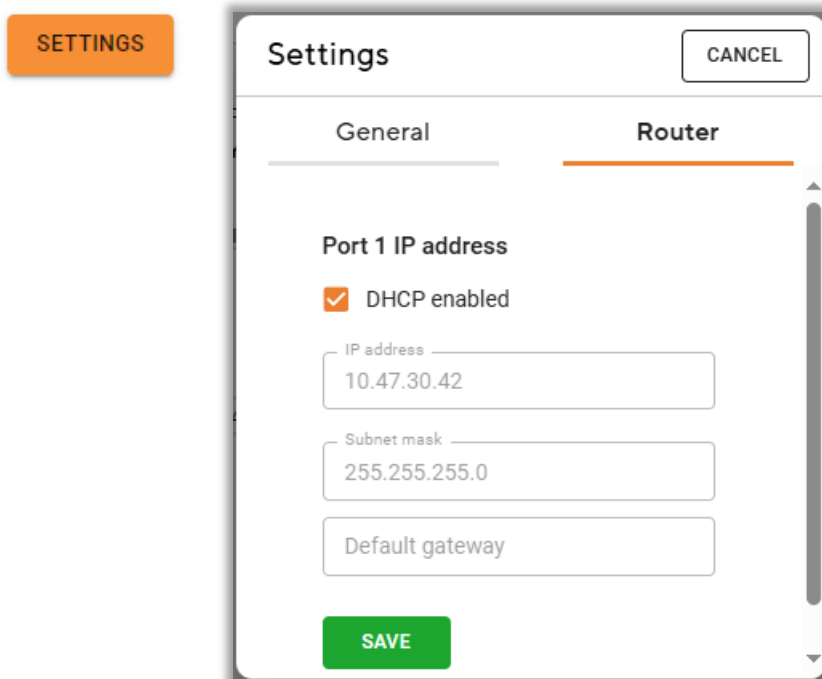 SETTINGS
Settings
CANCEL
General
Router
Port 1 IP address
DHCP enabled
IP address
10.47.30.42
Subnet mask
255.255.255.0
Default gateway
SAVE